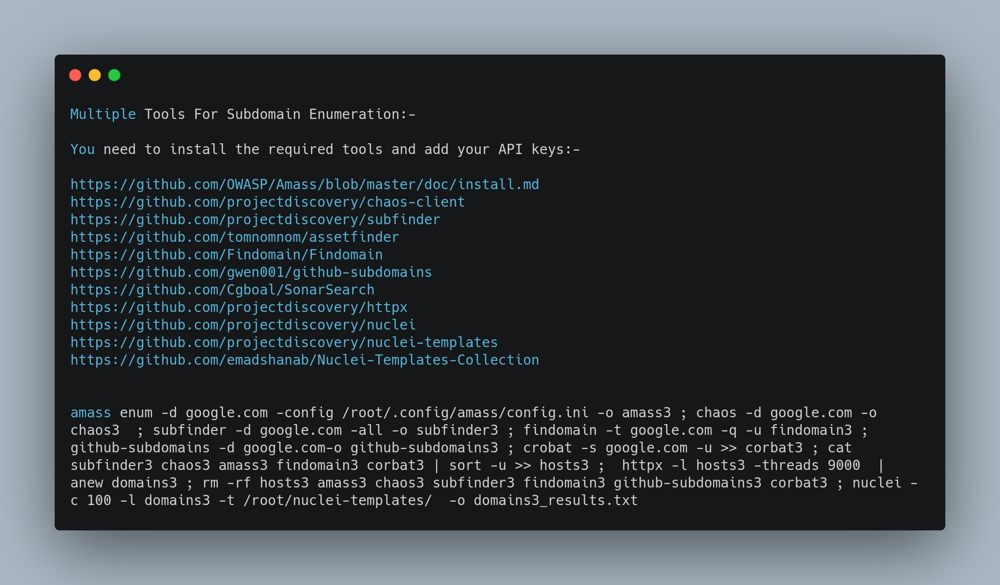 Multiple Tools For Subdomain Enumeration:-
You need to install the required tools and add your API keys:-
https://github.com/OWASP/Amass/blob/master/doc/install.md
https://github.com/projectdiscovery/chaos-client
https://github.com/projectdiscovery/subfinder
https://github.com/tomnomnom/assetfinder
https://github.com/Findomain/Findomain
https://github.com/gwen001/github-subdomains
https://github.com/Cgboal/SonarSearch
https://github.com/projectdiscovery/httpx
https://github.com/projectdiscovery/nuclei
https://github.com/projectdiscovery/nuclei-templates
https://github.com/emadshanab/Nuclei-Templates-Collection
amass enum -d google.com -config /root/.config/amass/config.ini -o amass3 ; chaos -d google.com -o
chaos3  ; subfinder -d google.com -all -o subfinder3 ; findomain -t google.com -q -u findomain3 ;
github-subdomains -d google.com-o github-subdomains3 ; crobat -s google.com -u >> corbat3 ; cat
subfinder3 chaos3 amass3 findomain3 corbat3 | sort -u >> hosts3 ;  httpx -l hosts3 -threads 9000  |
anew domains3 ; rm -rf hosts3 amass3 chaos3 subfinder3 findomain3 github-subdomains3 corbat3 ; nuclei -
c 100 -l domains3 -t /root/nuclei-templates/  -o domains3_results.txt